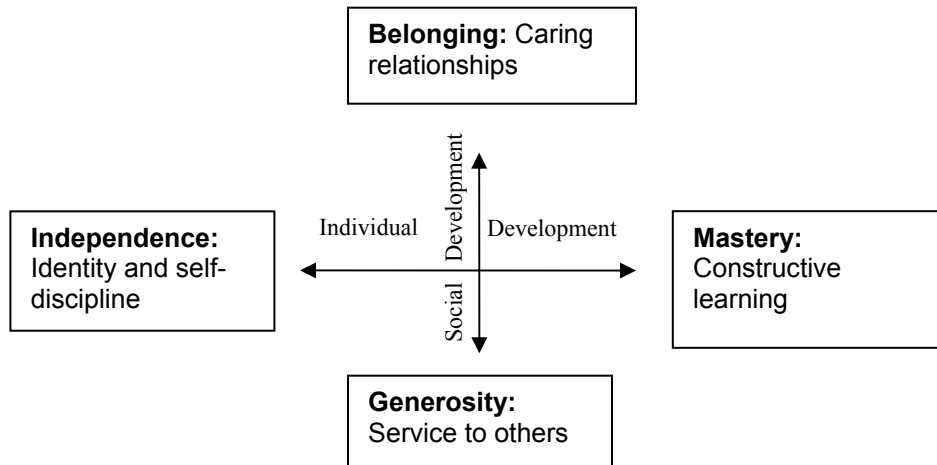 Belonging: Caring
relationships
Individual
Development
Social Development
Independence:
Identity and self-
discipline
Mastery:
Constructive
learning
Generosity:
Service to others